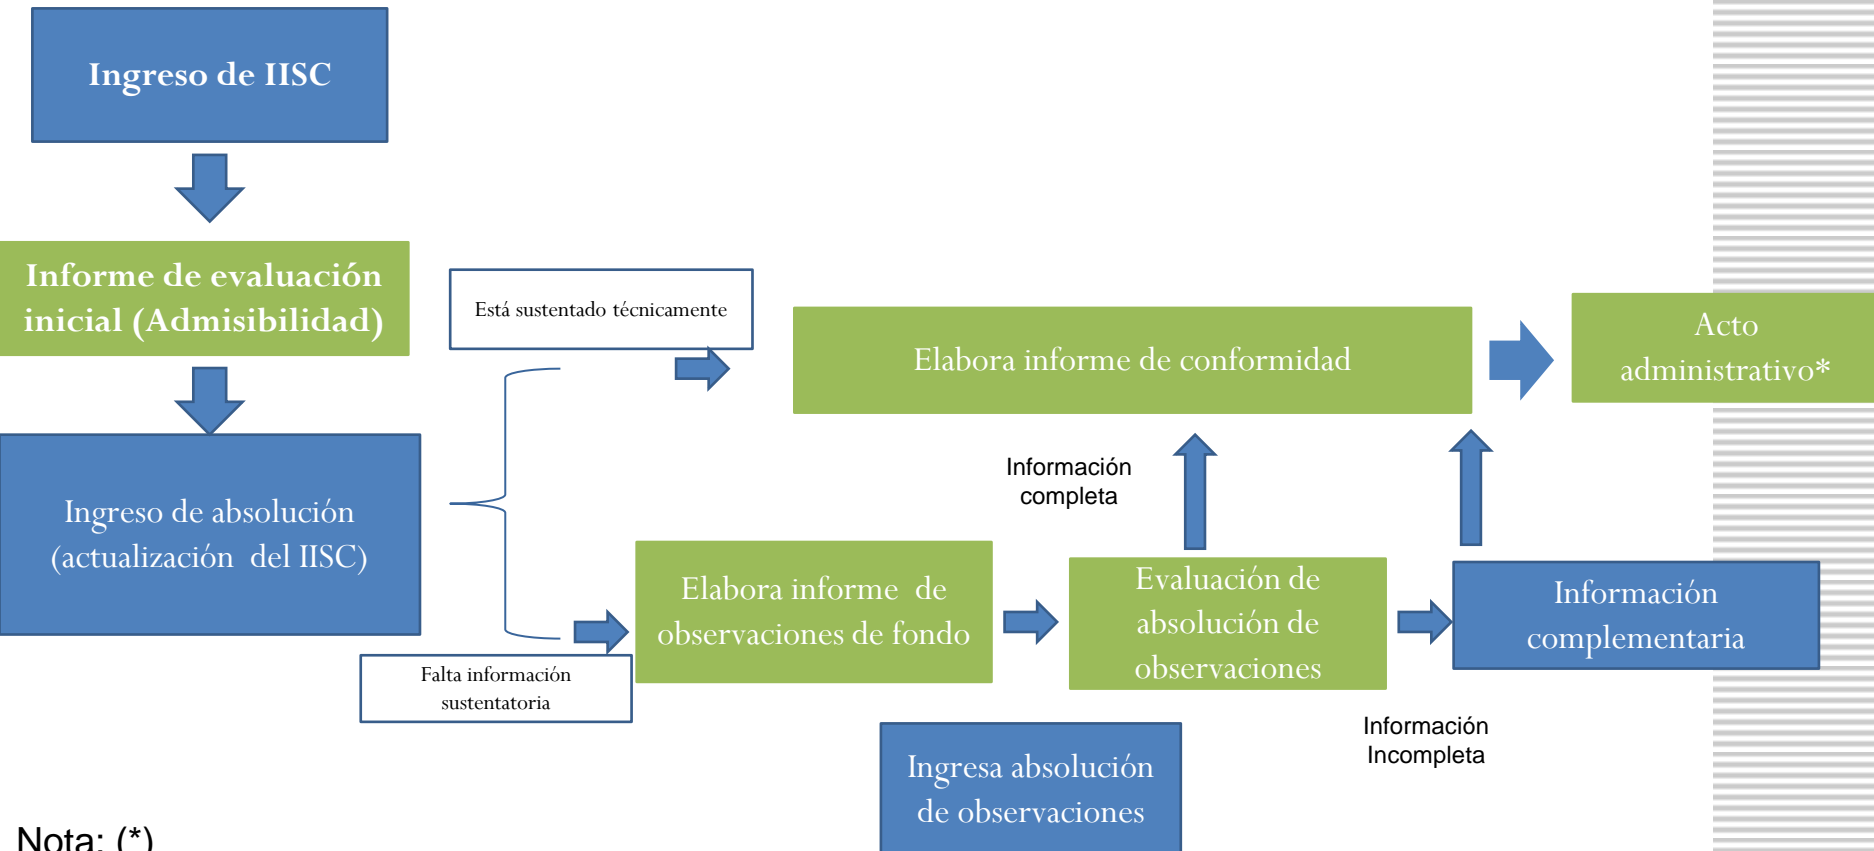 Ingreso de IISC
Informe de evaluación
inicial (Admisibilidad)
Ingreso de absolución
(actualización del IISC)
Está sustentado técnicamente
Falta información
sustentatoria
Elabora informe de conformidad
Acto
administrativo*
Información
completa
Elabora informe de
observaciones de fondo
Evaluación de
absolución de
observaciones
Información
complementaria
Información
Incompleta
Ingresa absolución
de observaciones
Nota: (*)